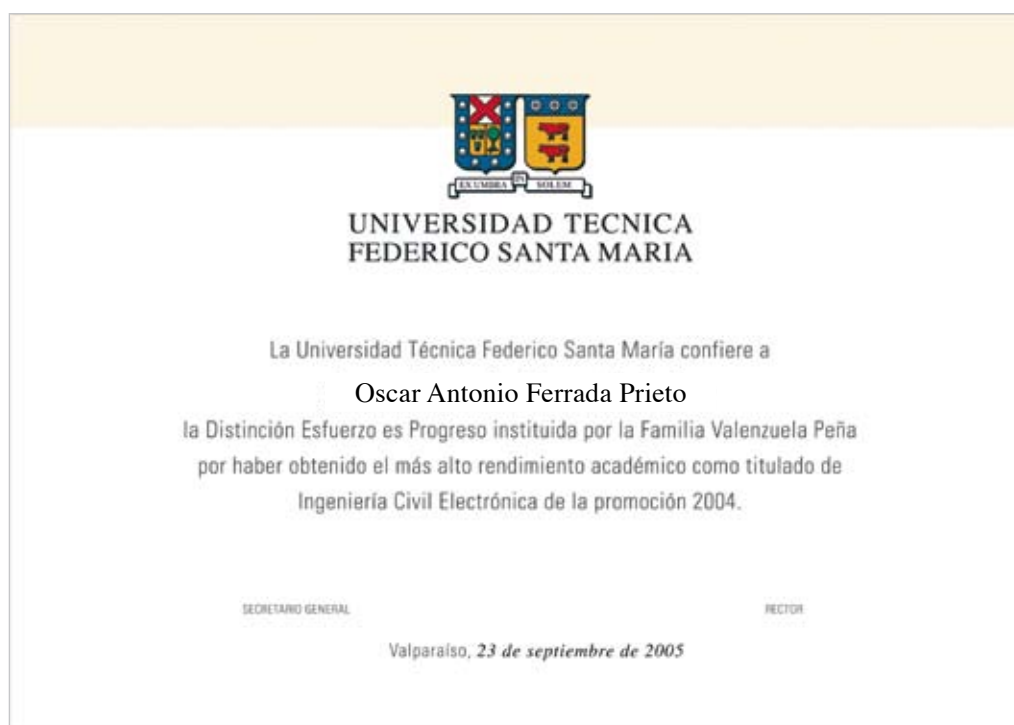 EX UMBRA IN SOLEM
UNIVERSIDAD TECNICA
FEDERICO SANTA MARIA
La Universidad Técnica Federico Santa María confiere a
Oscar Antonio Ferrada Prieto
la Distinción Esfuerzo es Progreso instituida por la Familia Valenzuela Peña
por haber obtenido el más alto rendimiento académico como titulado de
Ingeniería Civil Electrónica de la promoción 2004.
SECRETARIO GENERAL RECTOR
Valparaíso, 23 de septiembre de 2005